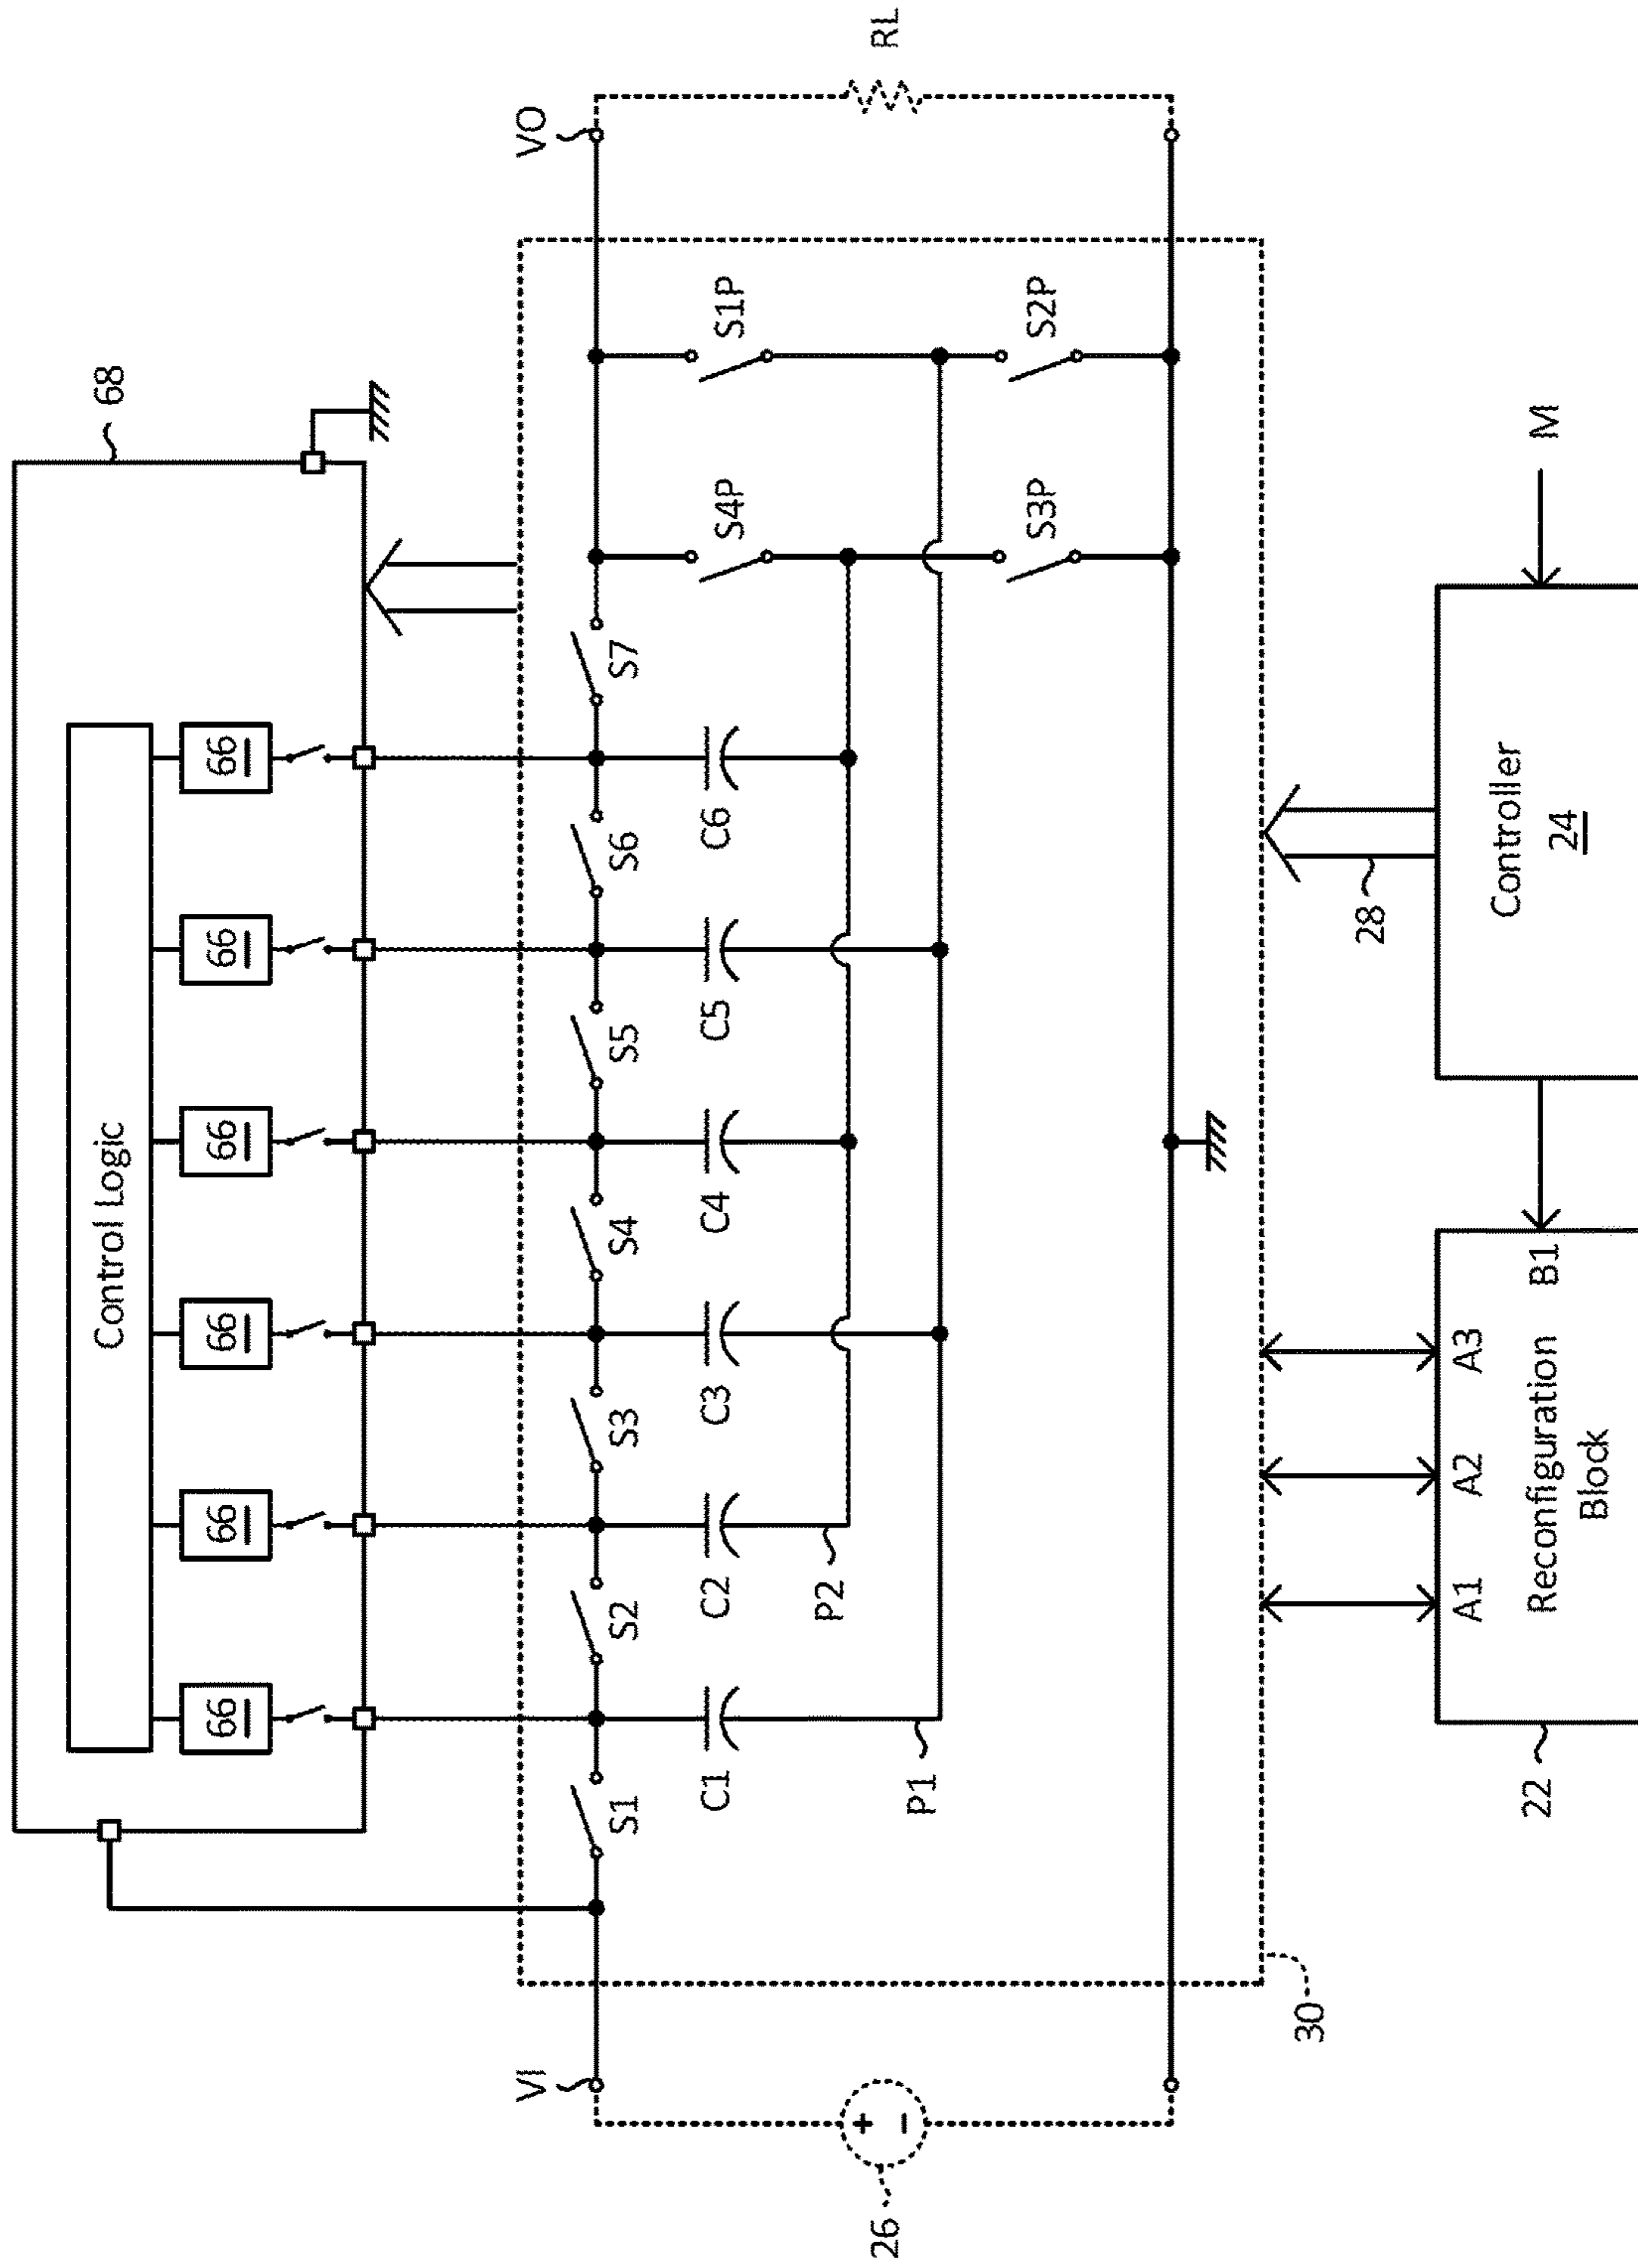 68
Control Logic
66
66
66
66
66
66
VI
VO
S1
S2
S3
S4
S5
S6
S7
C1
C2
C3
C4
C5
C6
S4P
S1P
P2
P1
S3P
S2P
26
+
−
RL
30
28
22
A1
A2
A3
Reconfiguration
Block
B1
Controller
24
M